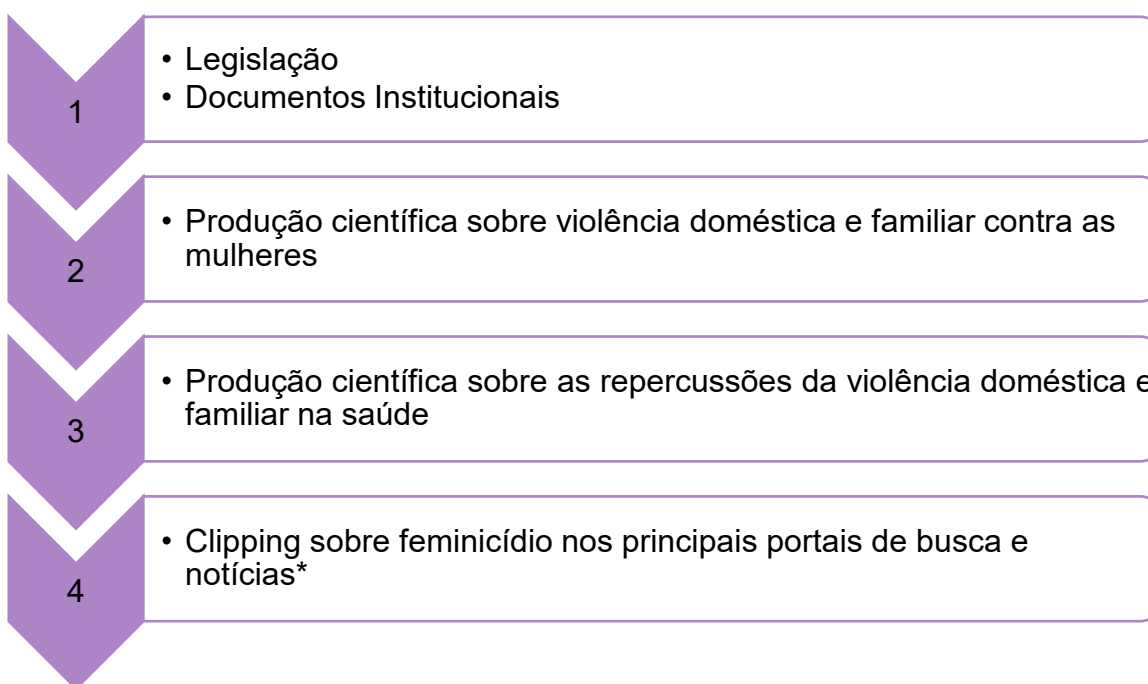 1
• Legislação
• Documentos Institucionais
2
• Produção científica sobre violência doméstica e familiar contra as
mulheres
3
• Produção científica sobre as repercussões da violência doméstica e
familiar na saúde
4
• Clipping sobre feminicídio nos principais portais de busca e
notícias*